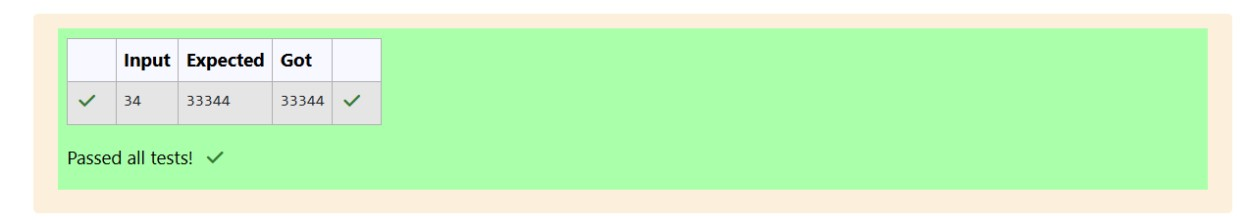 Input Expected Got
34 33344 33344
Passed all tests!